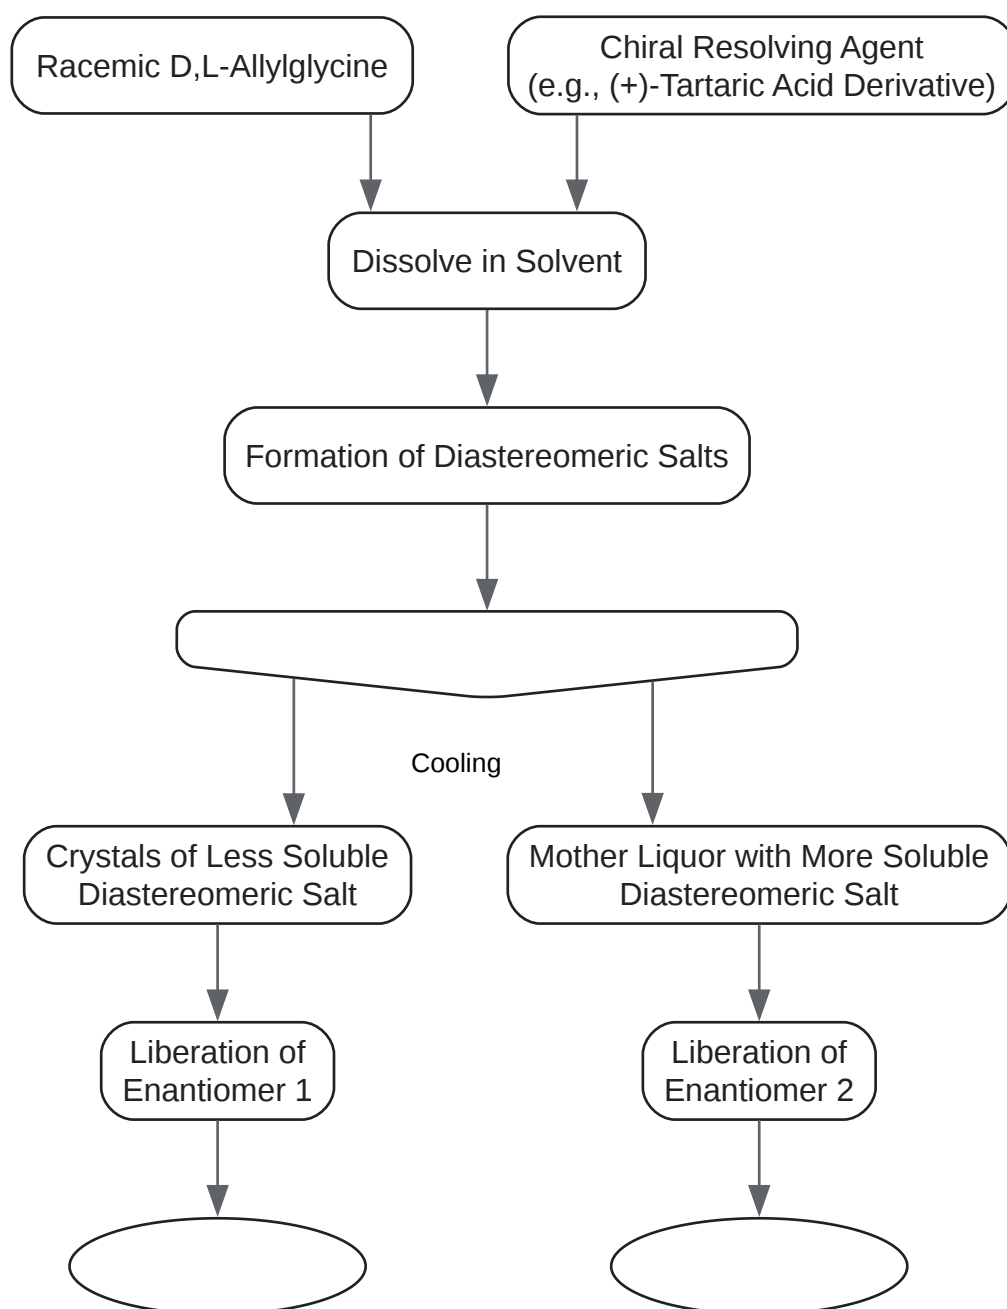 Racemic D,L-Allylglycine
Chiral Resolving Agent
(e.g., (+)-Tartaric Acid Derivative)
Dissolve in Solvent
Formation of Diastereomeric Salts
Cooling
Crystals of Less Soluble
Diastereomeric Salt
Mother Liquor with More Soluble
Diastereomeric Salt
Liberation of
Enantiomer 1
Liberation of
Enantiomer 2